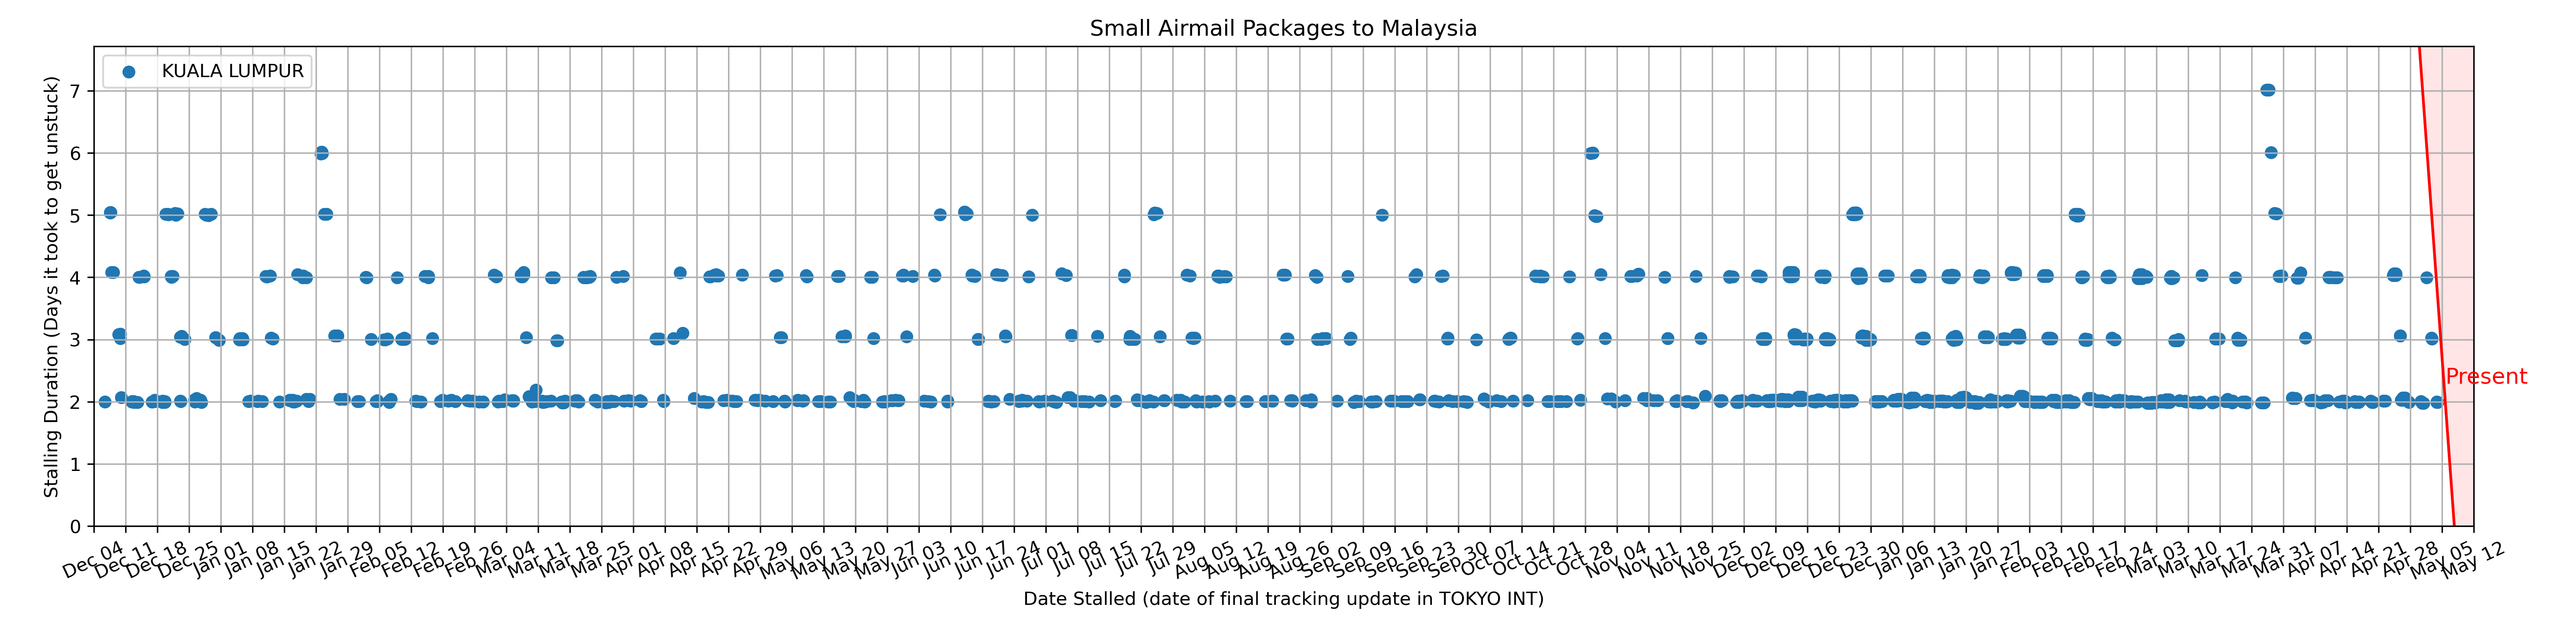 Small Airmail Packages to Malaysia
KUALA LUMPUR
Stalling Duration (Days it took to get unstuck)
7
6
5
4
3
2
1
0
Present
Dec 04
Dec 11
Dec 18
Dec 25
Jan 01
Jan 08
Jan 15
Jan 22
Jan 29
Feb 05
Feb 12
Feb 19
Feb 26
Mar 04
Mar 11
Mar 18
Mar 25
Apr 01
Apr 08
Apr 15
Apr 22
Apr 29
May 06
May 13
May 20
May 27
Jun 03
Jun 10
Jun 17
Jun 24
Jul 01
Jul 08
Jul 15
Jul 22
Jul 29
Aug 05
Aug 12
Aug 19
Aug 26
Sep 02
Sep 09
Sep 16
Sep 23
Sep 30
Oct 07
Oct 14
Oct 21
Oct 28
Nov 04
Nov 11
Nov 18
Nov 25
Dec 02
Dec 09
Dec 16
Dec 23
Dec 30
Jan 06
Jan 13
Jan 20
Jan 27
Feb 03
Feb 10
Feb 17
Feb 24
Mar 03
Mar 10
Mar 17
Mar 24
Mar 31
Apr 07
Apr 14
Apr 21
Apr 28
May 05
May 12
Date Stalled (date of final tracking update in TOKYO INT)